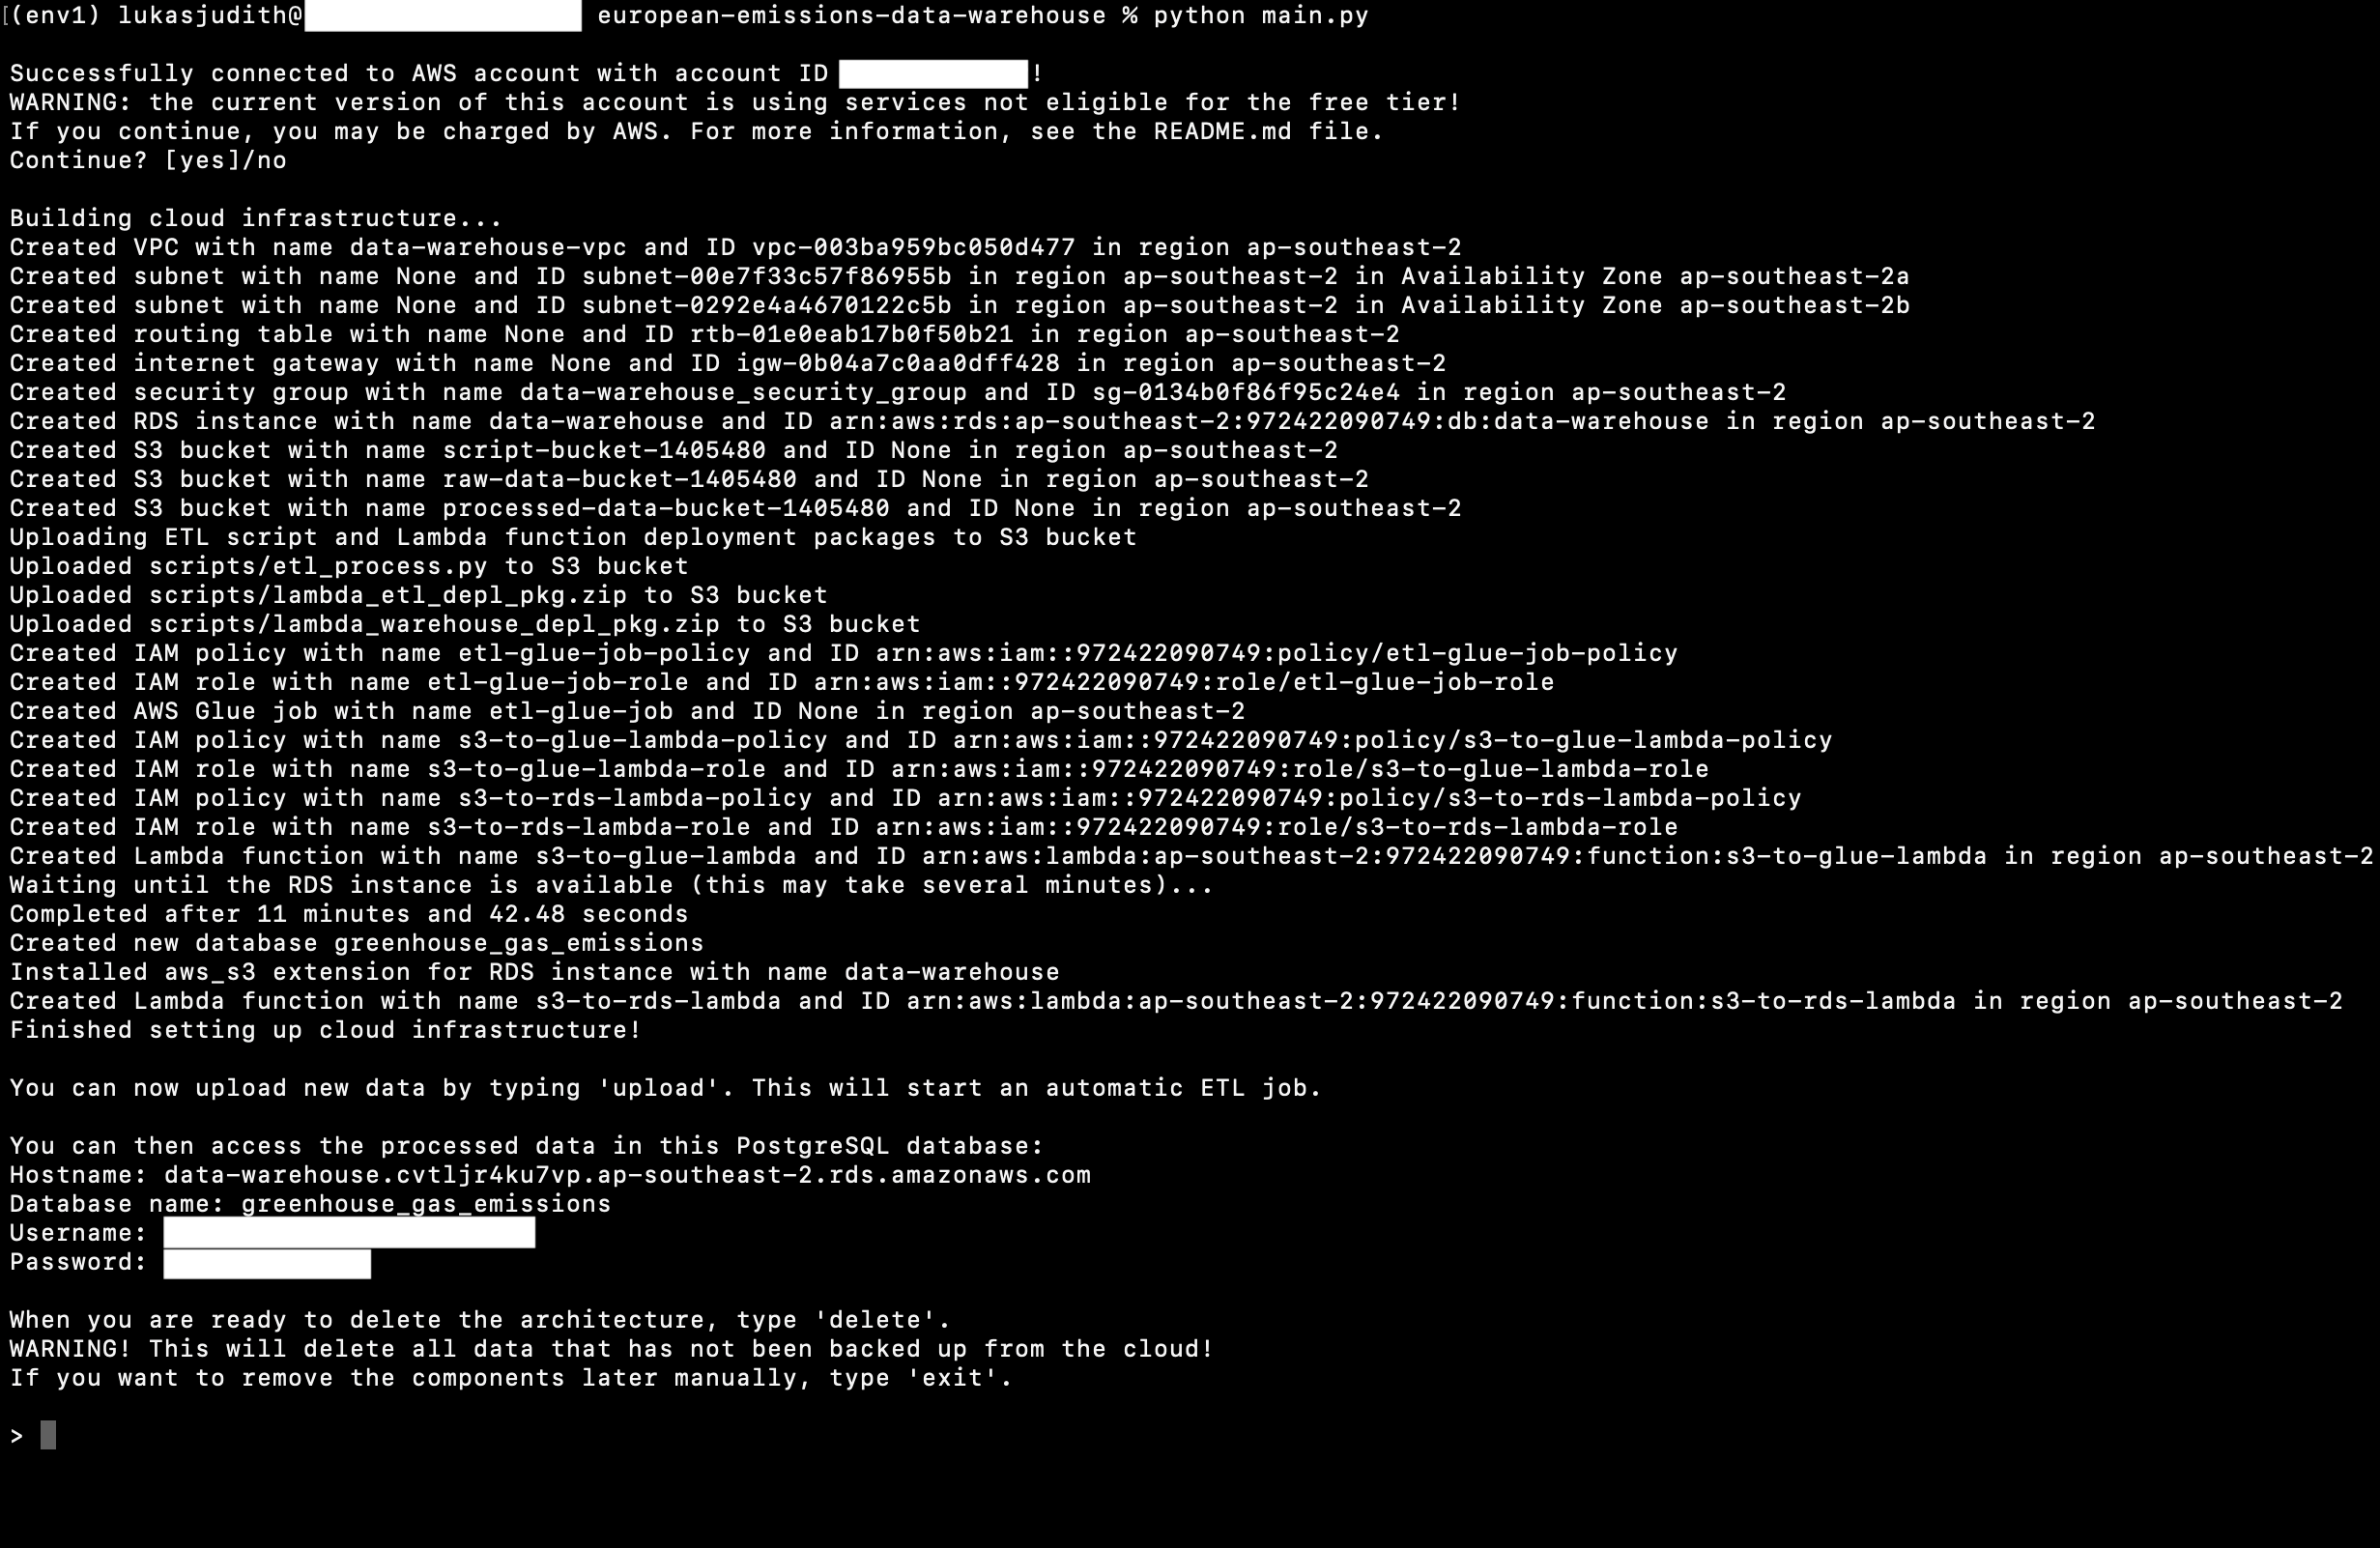 [(env1) lukasjudith@ european-emissions-data-warehouse % python main.py
Successfully connected to AWS account with account ID !
WARNING: the current version of this account is using services not eligible for the free tier!
If you continue, you may be charged by AWS. For more information, see the README.md file.
Continue? [yes]/no
Building cloud infrastructure...
Created VPC with name data-warehouse-vpc and ID vpc-003ba959bc050d477 in region ap-southeast-2
Created subnet with name None and ID subnet-00e7f33c57f86955b in region ap-southeast-2 in Availability Zone ap-southeast-2a
Created subnet with name None and ID subnet-0292e4a4670122c5b in region ap-southeast-2 in Availability Zone ap-southeast-2b
Created routing table with name None and ID rtb-01e0eab17b0f50b21 in region ap-southeast-2
Created internet gateway with name None and ID igw-0b04a7c0aa0dff428 in region ap-southeast-2
Created security group with name data-warehouse_security_group and ID sg-0134b0f86f95c24e4 in region ap-southeast-2
Created RDS instance with name data-warehouse and ID arn:aws:rds:ap-southeast-2:972422090749:db:data-warehouse in region ap-southeast-2
Created S3 bucket with name script-bucket-1405480 and ID None in region ap-southeast-2
Created S3 bucket with name raw-data-bucket-1405480 and ID None in region ap-southeast-2
Created S3 bucket with name processed-data-bucket-1405480 and ID None in region ap-southeast-2
Uploading ETL script and Lambda function deployment packages to S3 bucket
Uploaded scripts/etl_process.py to S3 bucket
Uploaded scripts/lambda_etl_depl_pkg.zip to S3 bucket
Uploaded scripts/lambda_warehouse_depl_pkg.zip to S3 bucket
Created IAM policy with name etl-glue-job-policy and ID arn:aws:iam::972422090749:policy/etl-glue-job-policy
Created IAM role with name etl-glue-job-role and ID arn:aws:iam::972422090749:role/etl-glue-job-role
Created AWS Glue job with name etl-glue-job and ID None in region ap-southeast-2
Created IAM policy with name s3-to-glue-lambda-policy and ID arn:aws:iam::972422090749:policy/s3-to-glue-lambda-policy
Created IAM role with name s3-to-glue-lambda-role and ID arn:aws:iam::972422090749:role/s3-to-glue-lambda-role
Created IAM policy with name s3-to-rds-lambda-policy and ID arn:aws:iam::972422090749:policy/s3-to-rds-lambda-policy
Created IAM role with name s3-to-rds-lambda-role and ID arn:aws:iam::972422090749:role/s3-to-rds-lambda-role
Created Lambda function with name s3-to-glue-lambda and ID arn:aws:lambda:ap-southeast-2:972422090749:function:s3-to-glue-lambda in region ap-southeast-2
Waiting until the RDS instance is available (this may take several minutes)...
Completed after 11 minutes and 42.48 seconds
Created new database greenhouse_gas_emissions
Installed aws_s3 extension for RDS instance with name data-warehouse
Created Lambda function with name s3-to-rds-lambda and ID arn:aws:lambda:ap-southeast-2:972422090749:function:s3-to-rds-lambda in region ap-southeast-2
Finished setting up cloud infrastructure!
You can now upload new data by typing 'upload'. This will start an automatic ETL job.
You can then access the processed data in this PostgreSQL database:
Hostname: data-warehouse.cvtljr4ku7vp.ap-southeast-2.rds.amazonaws.com
Database name: greenhouse_gas_emissions
Username:
Password:
When you are ready to delete the architecture, type 'delete'.
WARNING! This will delete all data that has not been backed up from the cloud!
If you want to remove the components later manually, type 'exit'.
>